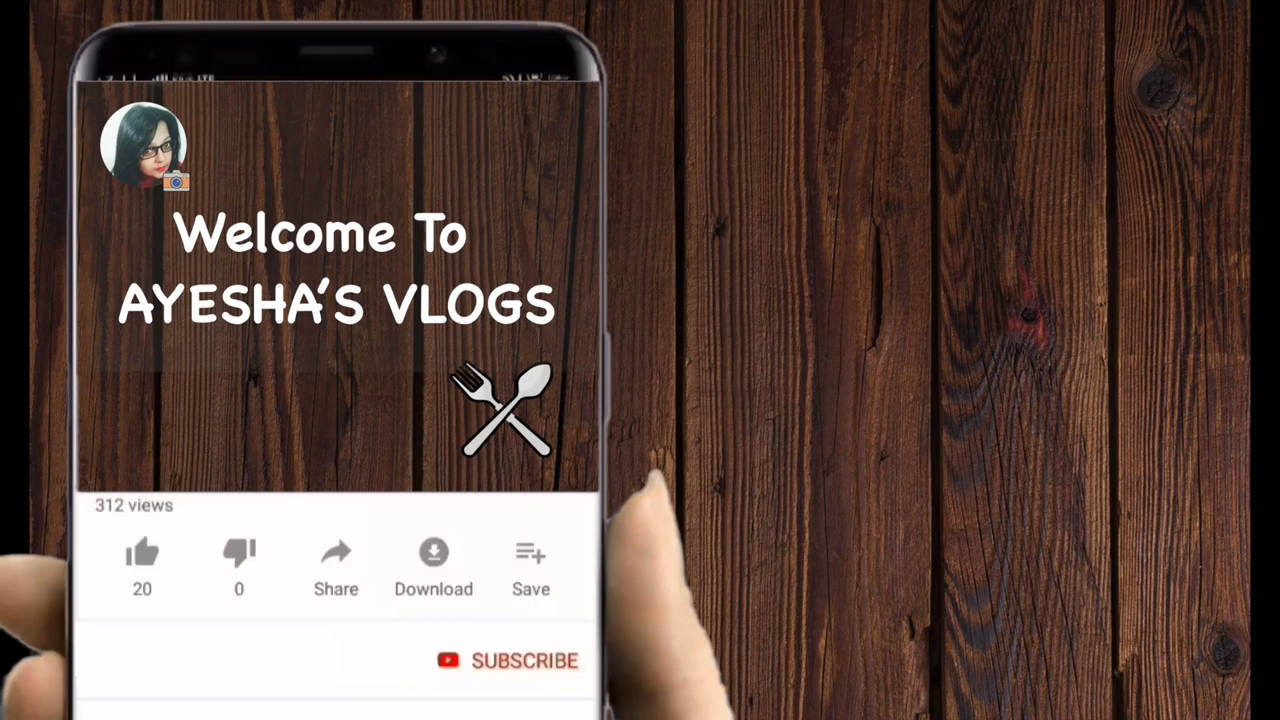 Welcome To
AYESHA'S VLOGS
312 views
20
0
Share
Download
Save
SUBSCRIBE